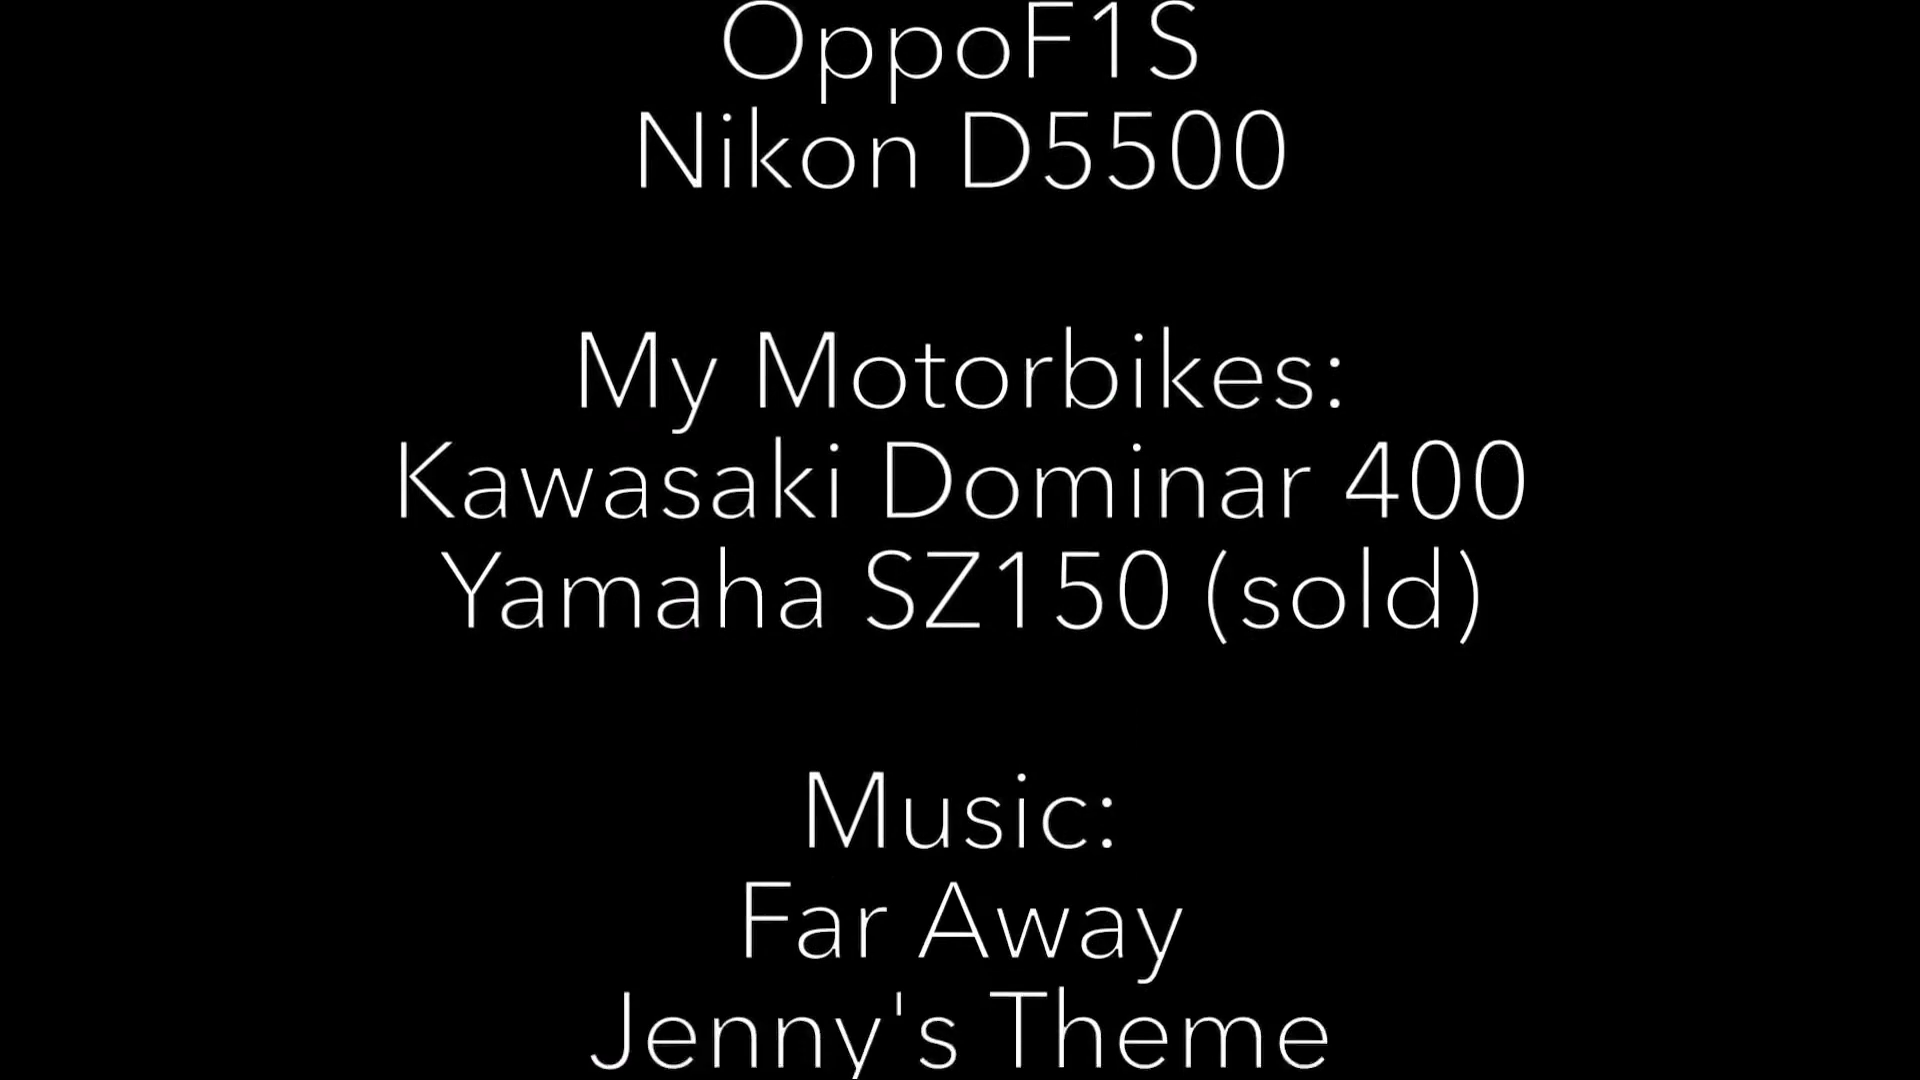 OppoF1S
Nikon D5500
My Motorbikes:
Kawasaki Dominar 400
Yamaha SZ150 (sold)
Music:
Far Away
Jenny's Theme